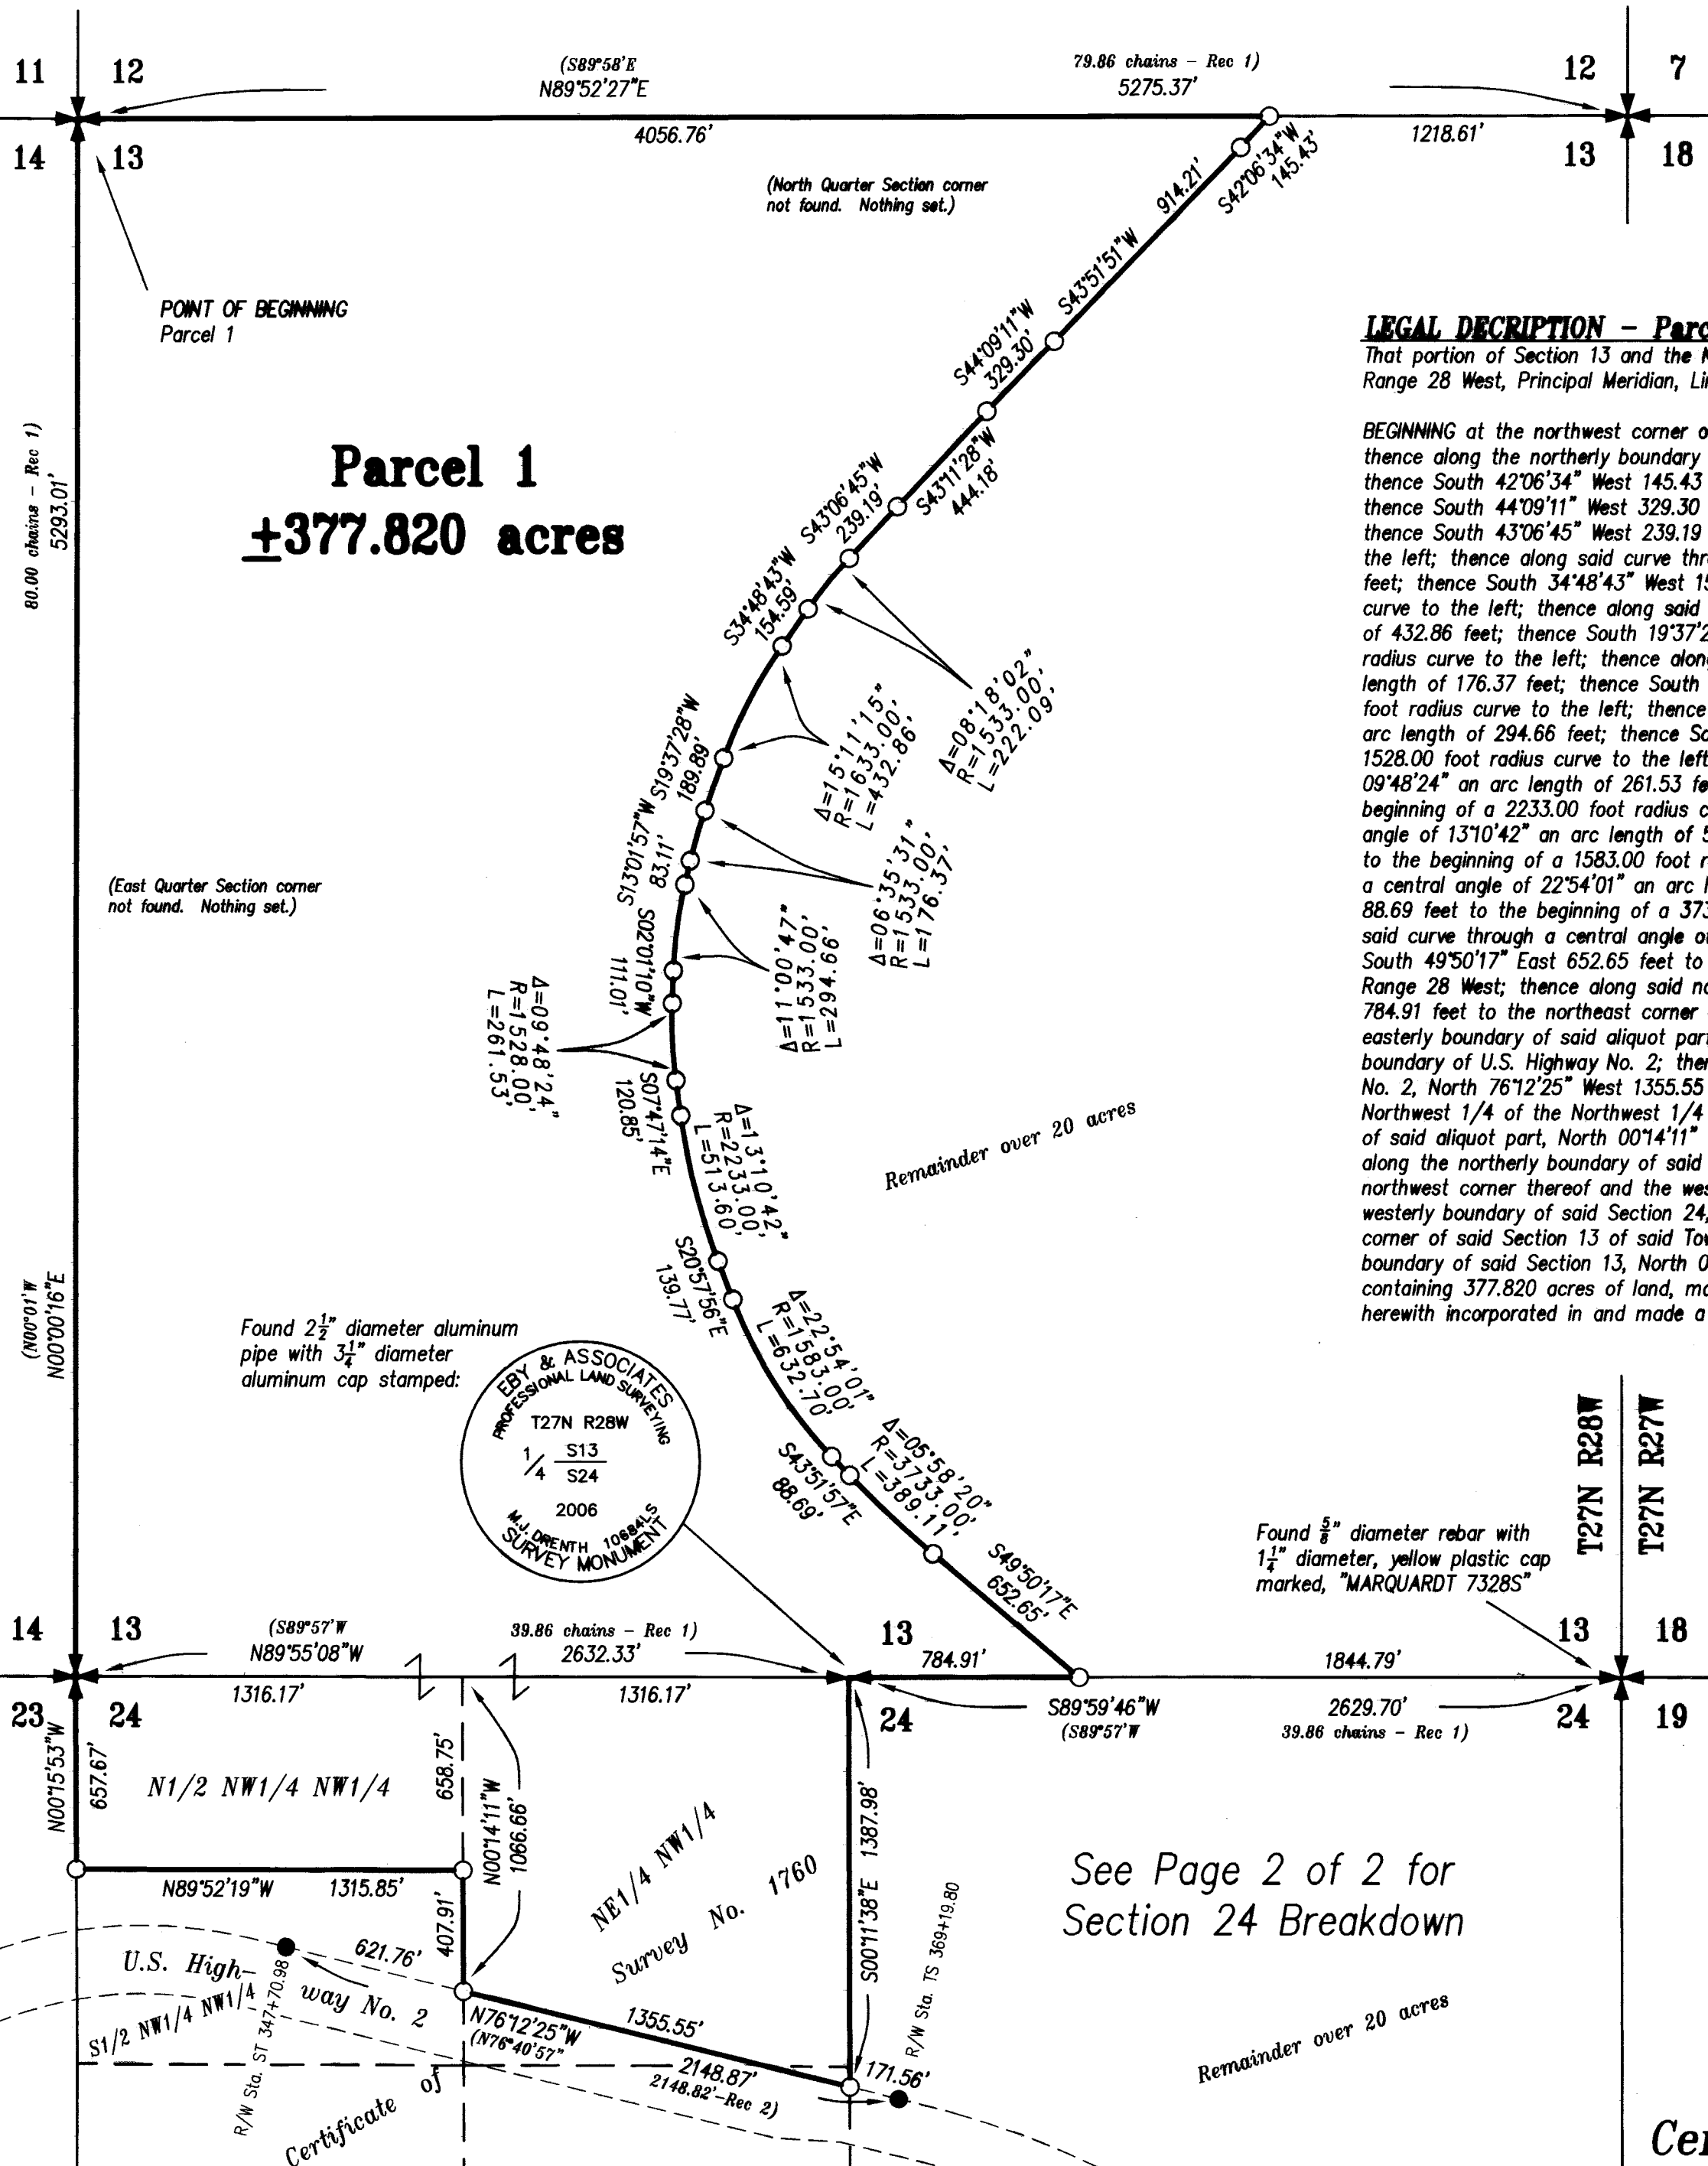 11 12
(S89°58'E
N89°52'27"E
79.86 chains - Rec 1)
5275.37'
12 7
4056.76'
1218.61'
14 13
13 18
(North Quarter Section corner
not found. Nothing set.)
S42°06'34"W
145.43'
914.21'
S43°51'51"W
POINT OF BEGINNING
Parcel 1
S44°09'11"W
329.30'
S43°11'28"W
444.18'
80.00 chains - Rec 1)
5293.01'
Parcel 1
±377.820 acres
S43°06'45"W
239.19'
S34°48'43"W
154.59'
Δ=08°18'02"
R=1533.00'
L=222.09'
Δ=15°11'15"
R=1633.00'
L=432.86'
S19°37'28"W
189.89'
Δ=06°35'31"
R=1533.00'
L=176.37'
S13°01'57"W
83.11'
(East Quarter Section corner
not found. Nothing set.)
Δ=11°00'47"
R=1533.00'
L=294.66'
S02°01'10"W
111.01'
Δ=09°48'24"
R=1528.00'
L=261.53'
S07°47'14"E
120.85'
Δ=13°10'42"
R=2233.00'
L=513.60'
Remainder over 20 acres
S20°57'56"E
139.77'
Δ=22°54'01"
R=1583.00'
L=632.70'
(N00°01'W
N00°00'16"E
Found 2½" diameter aluminum
pipe with 3¼" diameter
aluminum cap stamped:
EBY & ASSOCIATES
PROFESSIONAL LAND SURVEYING
T27N R28W
1/4 S13
S24
2006
M.J. DRENTH 10684LS
SURVEY MONUMENT
S43°51'57"E
88.69'
Δ=05°58'20"
R=3733.00'
L=389.11'
S49°50'17"E
652.65'
LEGAL DECRIPTION - Parc
That portion of Section 13 and the N
Range 28 West, Principal Meridian, Li
BEGINNING at the northwest corner o
thence along the northerly boundary
thence South 42°06'34" West 145.43
thence South 44°09'11" West 329.30
thence South 43°06'45" West 239.19
the left; thence along said curve thr
feet; thence South 34°48'43" West 15
curve to the left; thence along said
of 432.86 feet; thence South 19°37'2
radius curve to the left; thence alon
length of 176.37 feet; thence South
foot radius curve to the left; thence
arc length of 294.66 feet; thence So
1528.00 foot radius curve to the left
09°48'24" an arc length of 261.53 fe
beginning of a 2233.00 foot radius c
angle of 13°10'42" an arc length of 5
to the beginning of a 1583.00 foot r
a central angle of 22°54'01" an arc l
88.69 feet to the beginning of a 373
said curve through a central angle of
South 49°50'17" East 652.65 feet to
Range 28 West; thence along said no
784.91 feet to the northeast corner
easterly boundary of said aliquot part
boundary of U.S. Highway No. 2; then
No. 2, North 76°12'25" West 1355.55
Northwest 1/4 of the Northwest 1/4
of said aliquot part, North 00°14'11"
along the northerly boundary of said
northwest corner thereof and the wes
westerly boundary of said Section 24,
corner of said Section 13 of said Tow
boundary of said Section 13, North 0
containing 377.820 acres of land, mo
herewith incorporated in and made a
T27N R28W
T27N R27W
Found ⅝" diameter rebar with
1¼" diameter, yellow plastic cap
marked, "MARQUARDT 7328S"
14 13
(S89°57'W
N89°55'08"W
39.86 chains - Rec 1)
2632.33'
13
784.91'
1844.79'
13 18
1316.17'
1316.17'
23 24
24
S89°59'46"W
(S89°57'W
2629.70'
39.86 chains - Rec 1)
24 19
N00°15'53"W
657.67'
N1/2 NW1/4 NW1/4
658.75'
N00°14'11"W
1066.66'
NE1/4 NW1/4
Survey No. 1760
S00°11'38"E 1387.98'
See Page 2 of 2 for
Section 24 Breakdown
N89°52'19"W 1315.85'
407.91'
621.76'
U.S. High-
way No. 2
S1/2 NW1/4 NW1/4
R/W Sta. ST 347+70.98
N76°12'25"W
(N76°40'57"
1355.55'
2148.87'
2148.82'-Rec 2)
171.56'
R/W Sta. TS 369+19.80
Remainder over 20 acres
Certificate of
Cer